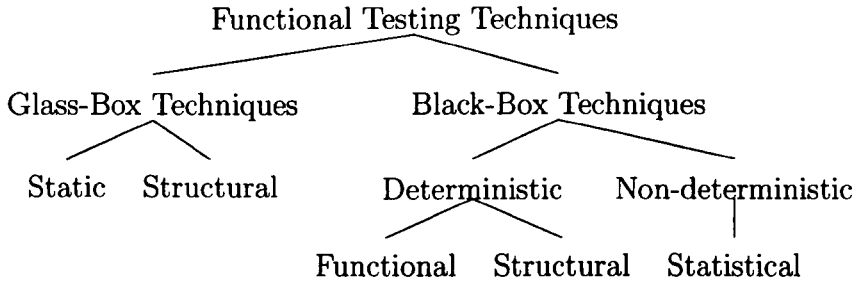 Functional Testing Techniques
Glass-Box Techniques Black-Box Techniques
Static Structural Deterministic Non-deterministic
Functional Structural Statistical